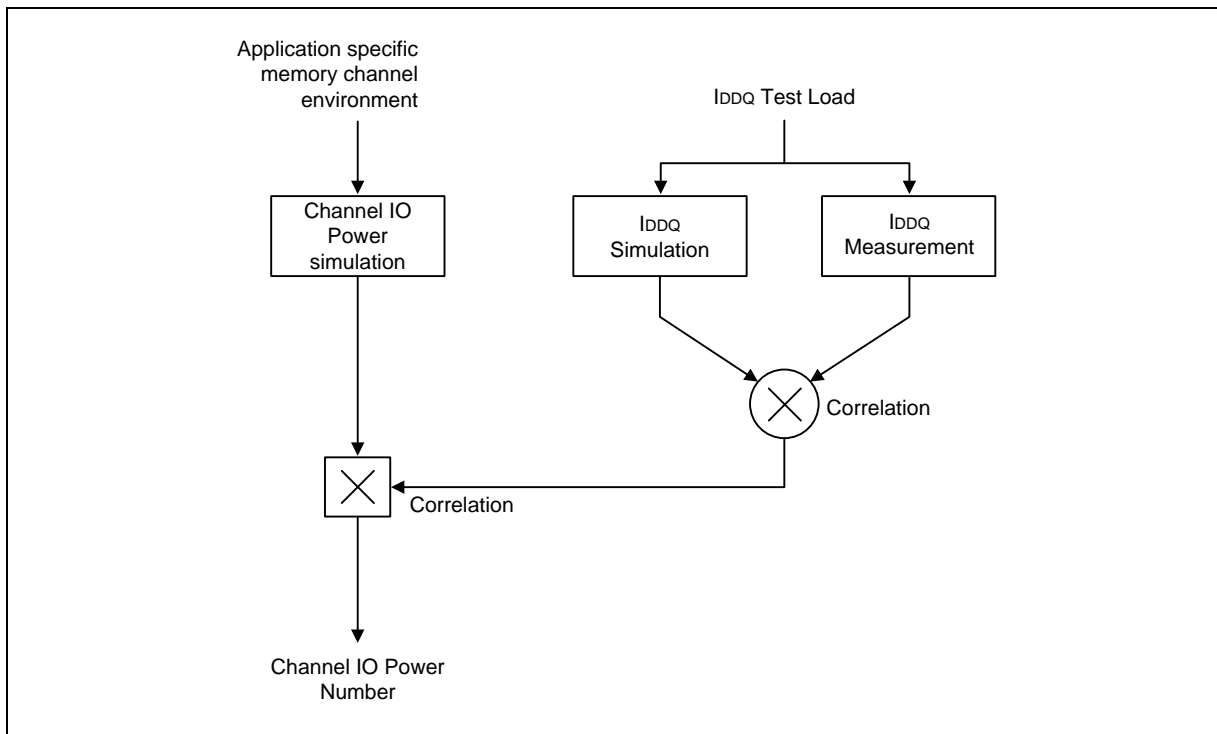 Application specific
memory channel
environment
IDDQ Test Load
Channel IO
Power
simulation
IDDQ
Simulation
IDDQ
Measurement
Correlation
Correlation
Channel IO Power
Number